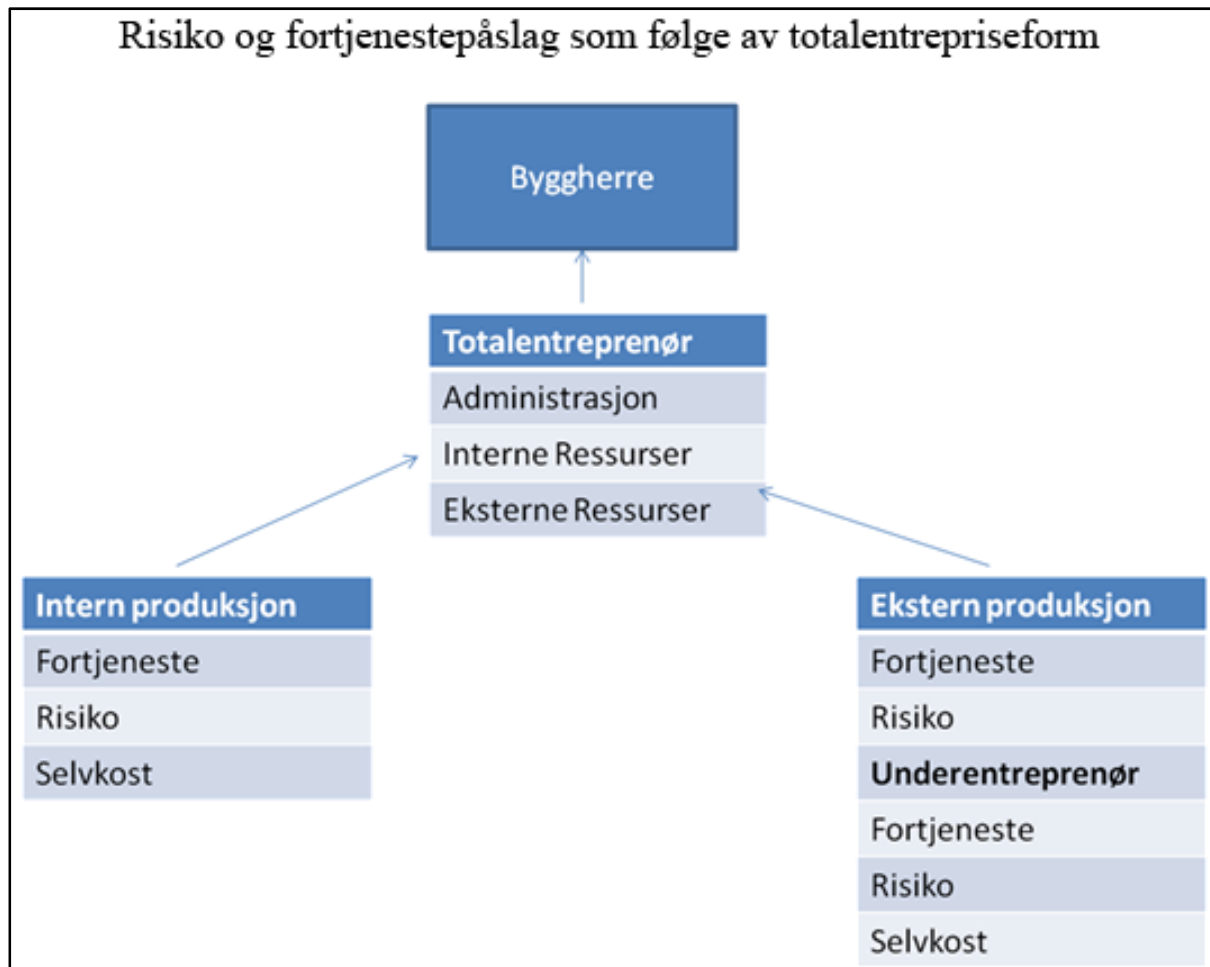 Risiko og fortjenestepåslag som følge av totalentrepriseform
Byggherre
Totalentreprenør
Administrasjon
Interne Ressurser
Eksterne Ressurser
Intern produksjon
Fortjeneste
Risiko
Selvkost
Ekstern produksjon
Fortjeneste
Risiko
Underentreprenør
Fortjeneste
Risiko
Selvkost